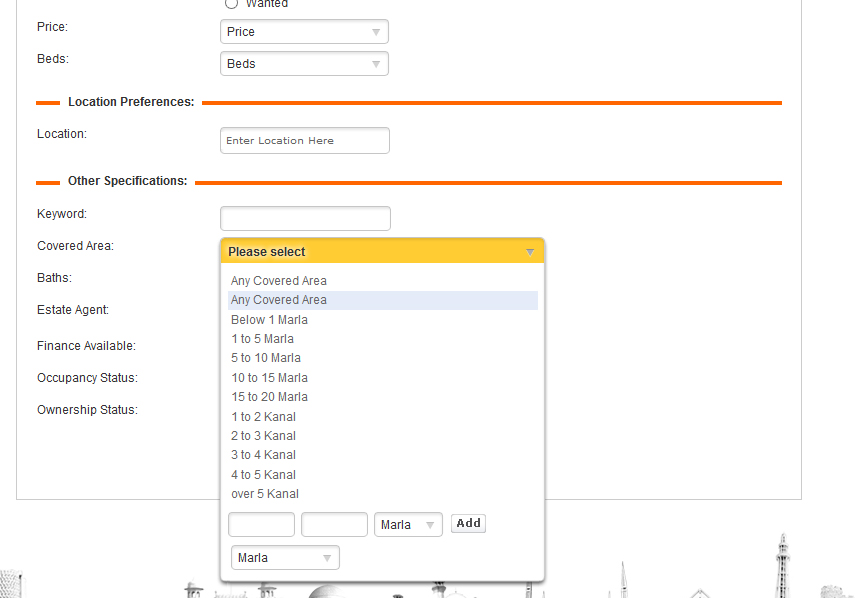 Wanted
Price:
Price
Beds:
Beds
Location Preferences:
Location:
Enter Location Here
Other Specifications:
Keyword:
Covered Area:
Please select
Baths:
Any Covered Area
Any Covered Area
Estate Agent:
Below 1 Marla
1 to 5 Marla
Finance Available:
5 to 10 Marla
Occupancy Status:
10 to 15 Marla
15 to 20 Marla
Ownership Status:
1 to 2 Kanal
2 to 3 Kanal
3 to 4 Kanal
4 to 5 Kanal
over 5 Kanal
Marla Add
Marla